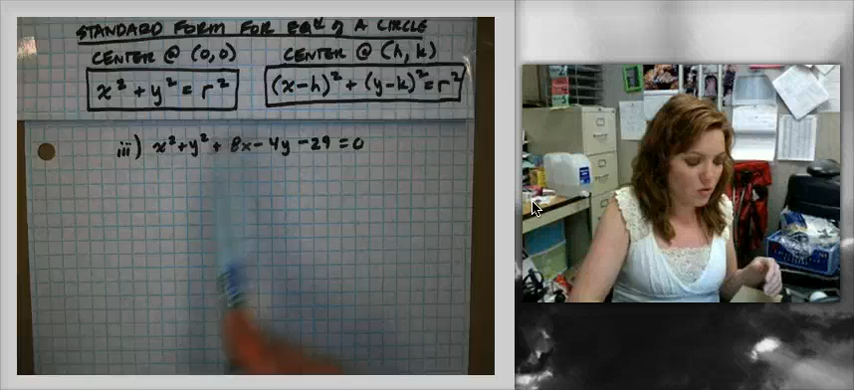 STANDARD FORM FOR EQⁿ OF A CIRCLE
CENTER @ (0,0)
x² + y² = r²
CENTER @ (h, k)
(x-h)² + (y-k)² = r²
iii) x² + y² + 8x - 4y - 29 = 0